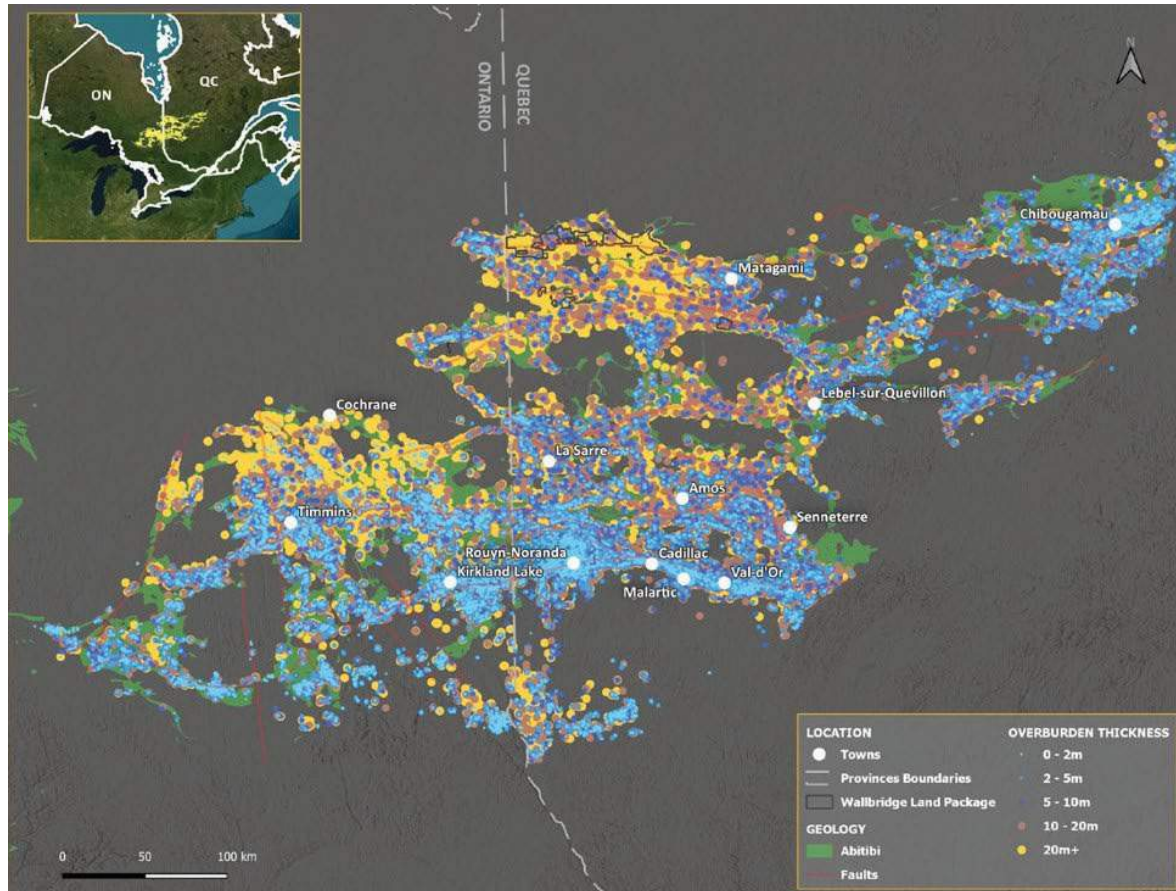 ON
QC
ONTARIO
QUEBEC
N
Chibougamau
Matagami
Lebel-sur-Quévillon
Cochrane
La Sarre
Amos
Timmins
Senneterre
Rouyn-Noranda
Cadillac
Kirkland Lake
Val-d'Or
Malartic
LOCATION
Towns
Provinces Boundaries
Wallbridge Land Package
GEOLOGY
Abitibi
Faults
OVERBURDEN THICKNESS
0 - 2m
2 - 5m
5 - 10m
10 - 20m
20m+
0 50 100 km